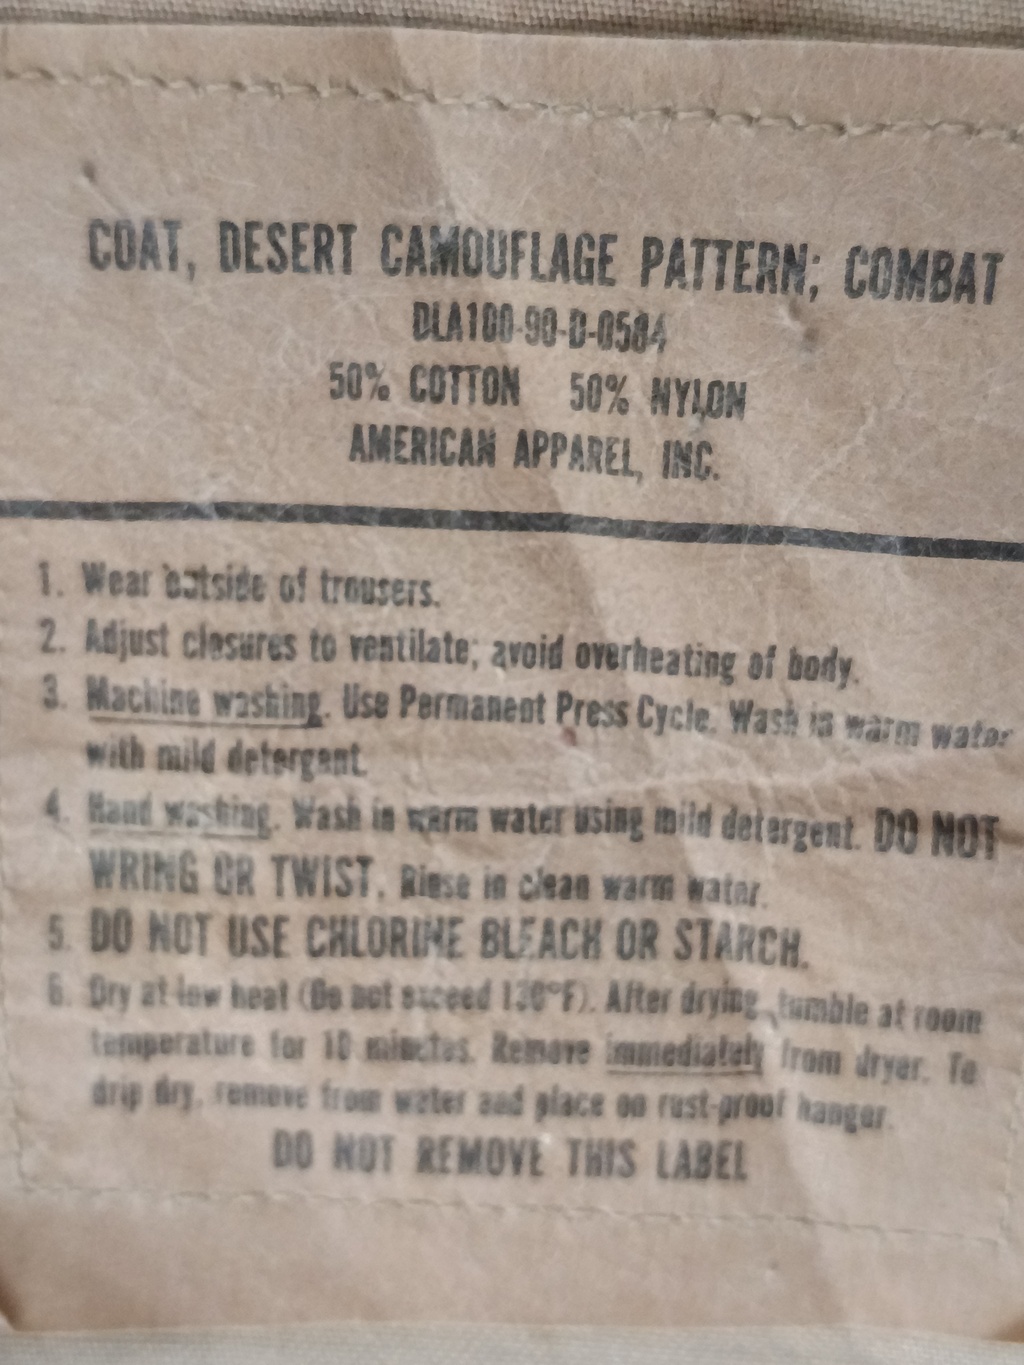 COAT, DESERT CAMOUFLAGE PATTERN; COMBAT
DLA100-90-D-0584
50% COTTON 50% NYLON
AMERICAN APPAREL, INC.
1. Wear outside of trousers.
2. Adjust closures to ventilate; avoid overheating of body.
3. Machine washing. Use Permanent Press Cycle. Wash in warm water
with mild detergent.
4. Hand washing. Wash in warm water using mild detergent. DO NOT
WRING OR TWIST. Rinse in clean warm water.
5. DO NOT USE CHLORINE BLEACH OR STARCH.
6. Dry at low heat (Do not exceed 130°F). After drying, tumble at room
temperature for 10 minutes. Remove immediately from dryer. To
drip dry, remove from water and place on rust-proof hanger.
DO NOT REMOVE THIS LABEL